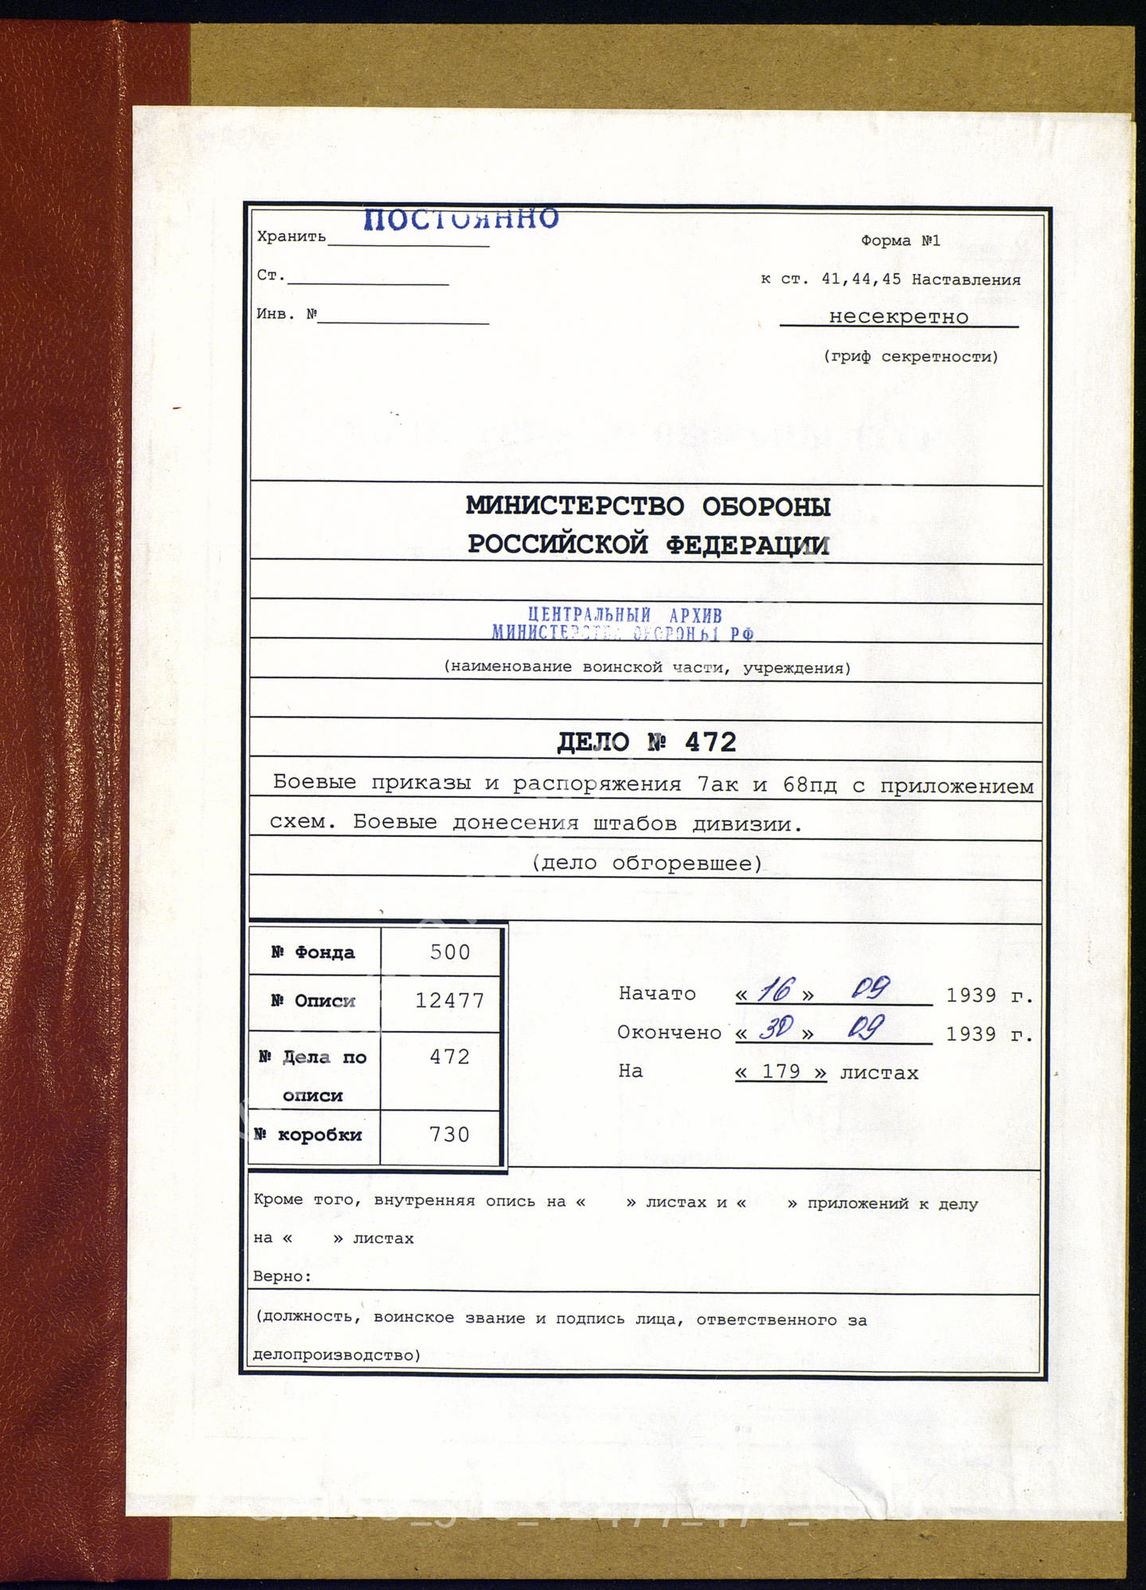 ПОСТОЯННО
Хранить
Форма №1
Ст.
к ст. 41,44,45 Наставления
Инв. №
несекретно
(гриф секретности)
МИНИСТЕРСТВО ОБОРОНЫ
РОССИЙСКОЙ ФЕДЕРАЦИИ
ЦЕНТРАЛЬНЫЙ АРХИВ
МИНИСТЕРСТВА ОБОРОНЫ РФ
(наименование воинской части, учреждения)
ДЕЛО № 472
Боевые приказы и распоряжения 7ак и 68пд с приложением
схем. Боевые донесения штабов дивизии.
(дело обгоревшее)
№ Фонда 500
№ Описи 12477
№ Дела по описи 472
№ коробки 730
Начато « 16 » 09 1939 г.
Окончено « 30 » 09 1939 г.
На « 179 » листах
Кроме того, внутренняя опись на « » листах и « » приложений к делу
на « » листах
Верно:
(должность, воинское звание и подпись лица, ответственного за
делопроизводство)